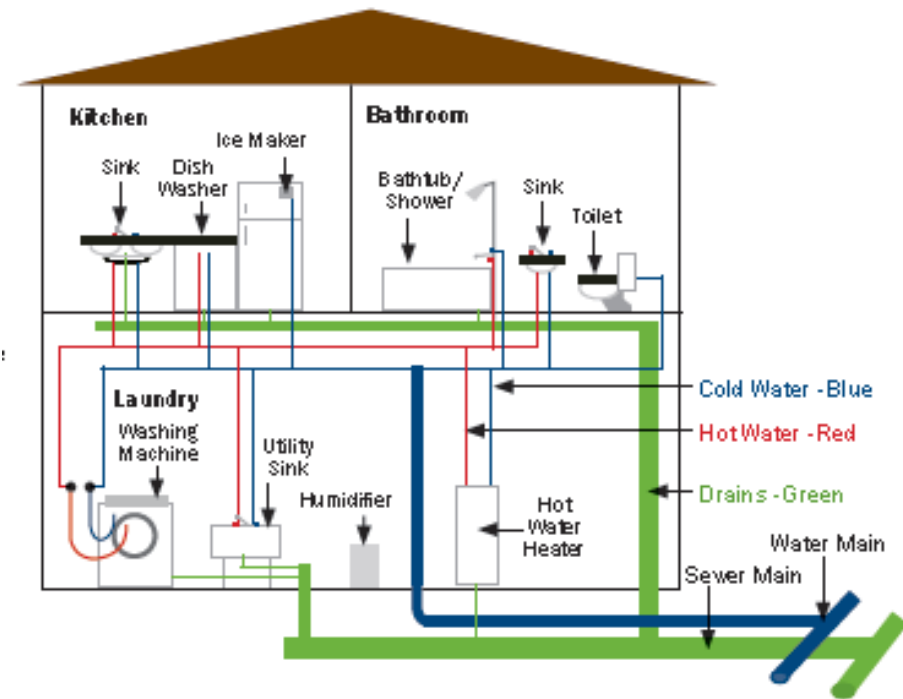 Kitchen
Bathroom
Ice Maker
Sink
Dish
Washer
Bathtub/
Shower
Sink
Toilet
Cold Water -Blue
Laundry
Washing
Machine
Hot Water -Red
Utility
Sink
Humidifier
Hot
Water
Heater
Drains -Green
Water Main
Sewer Main